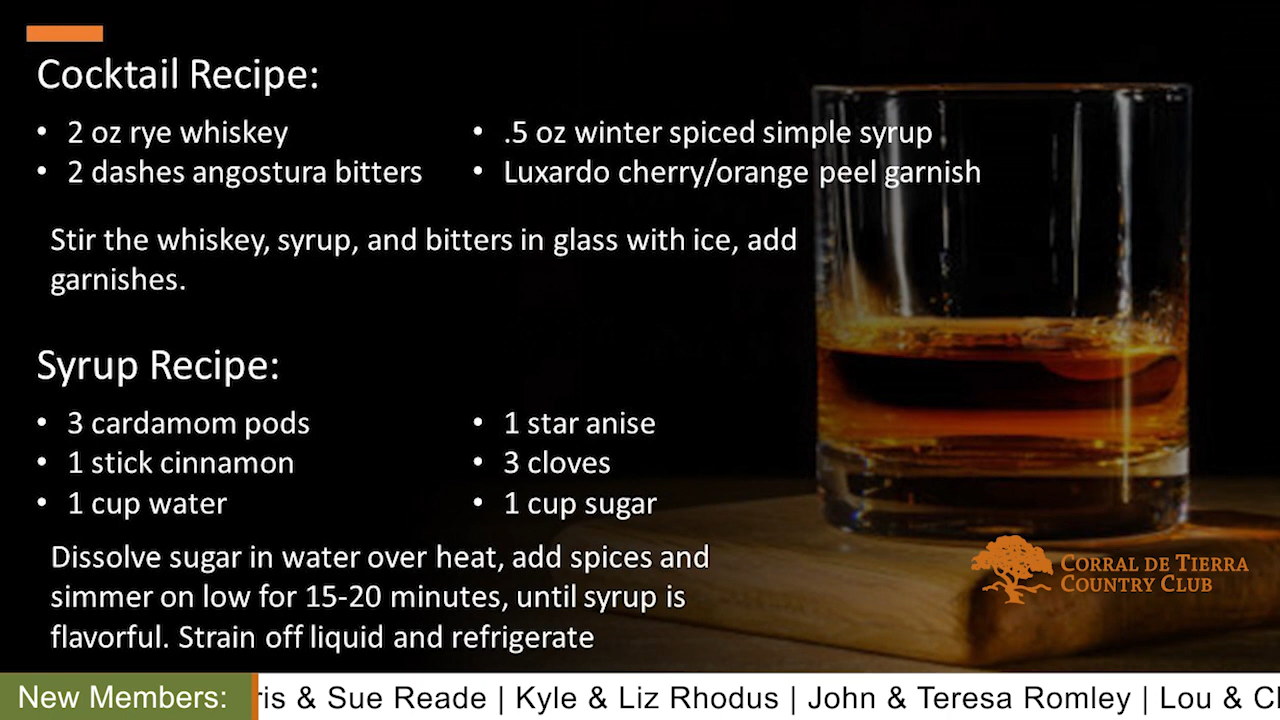 Cocktail Recipe:
• 2 oz rye whiskey
• 2 dashes angostura bitters
• .5 oz winter spiced simple syrup
• Luxardo cherry/orange peel garnish
Stir the whiskey, syrup, and bitters in glass with ice, add
garnishes.
Syrup Recipe:
• 3 cardamom pods
• 1 stick cinnamon
• 1 cup water
• 1 star anise
• 3 cloves
• 1 cup sugar
Dissolve sugar in water over heat, add spices and
simmer on low for 15-20 minutes, until syrup is
flavorful. Strain off liquid and refrigerate
CORRAL DE TIERRA
COUNTRY CLUB
New Members: & Sue Reade | Kyle & Liz Rhodus | John & Teresa Romley | Lou &